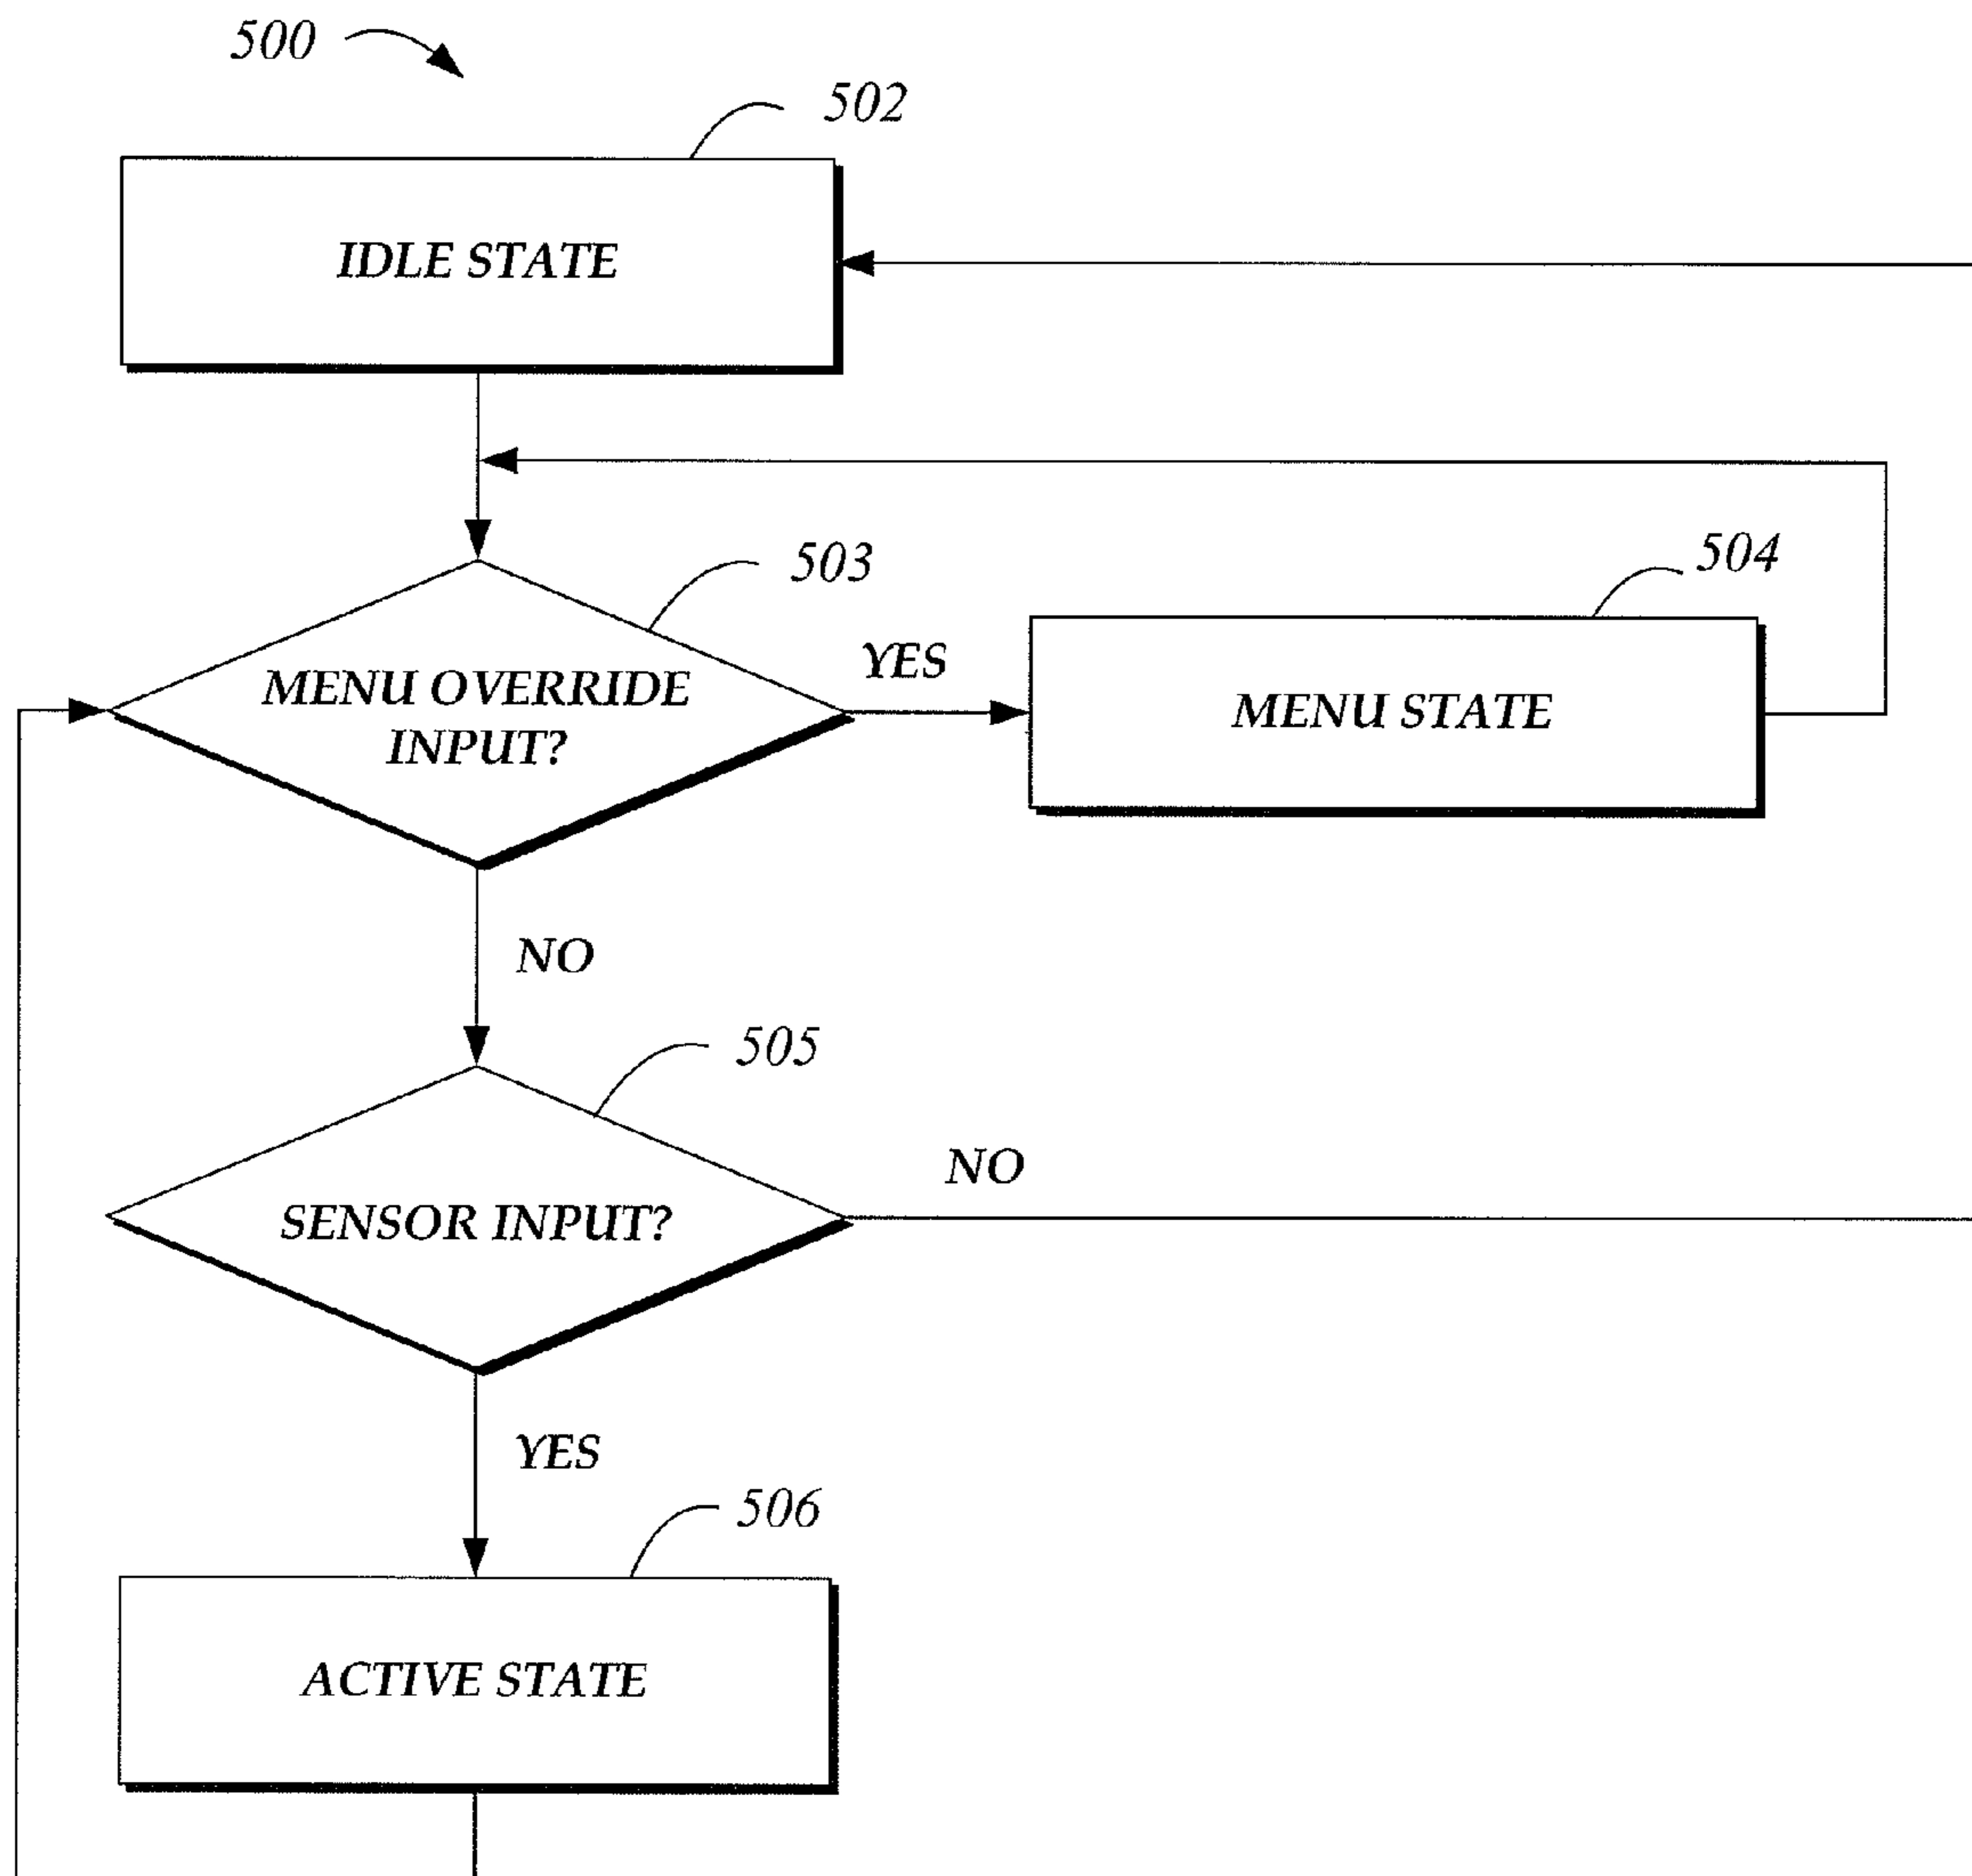 500
502
IDLE STATE
503
504
YES
MENU OVERRIDE
INPUT?
MENU STATE
NO
505
NO
SENSOR INPUT?
YES
506
ACTIVE STATE